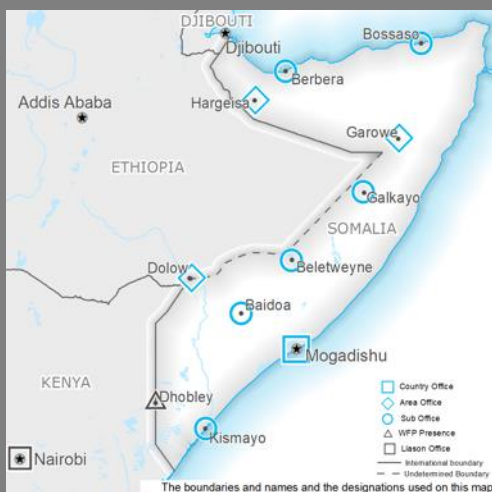 DJIBOUTI
Djibouti
Bossaso
Berbera
Addis Ababa
Hargeisa
Garowe
ETHIOPIA
Galkayo
SOMALIA
Dolow
Beletweyne
Baidoa
Mogadishu
KENYA
Dhobley
Kismayo
Nairobi
Country Office
Area Office
Sub Office
WFP Presence
Liason Office
International boundary
Undetermined Boundary
The boundaries and names and the designations used on this map